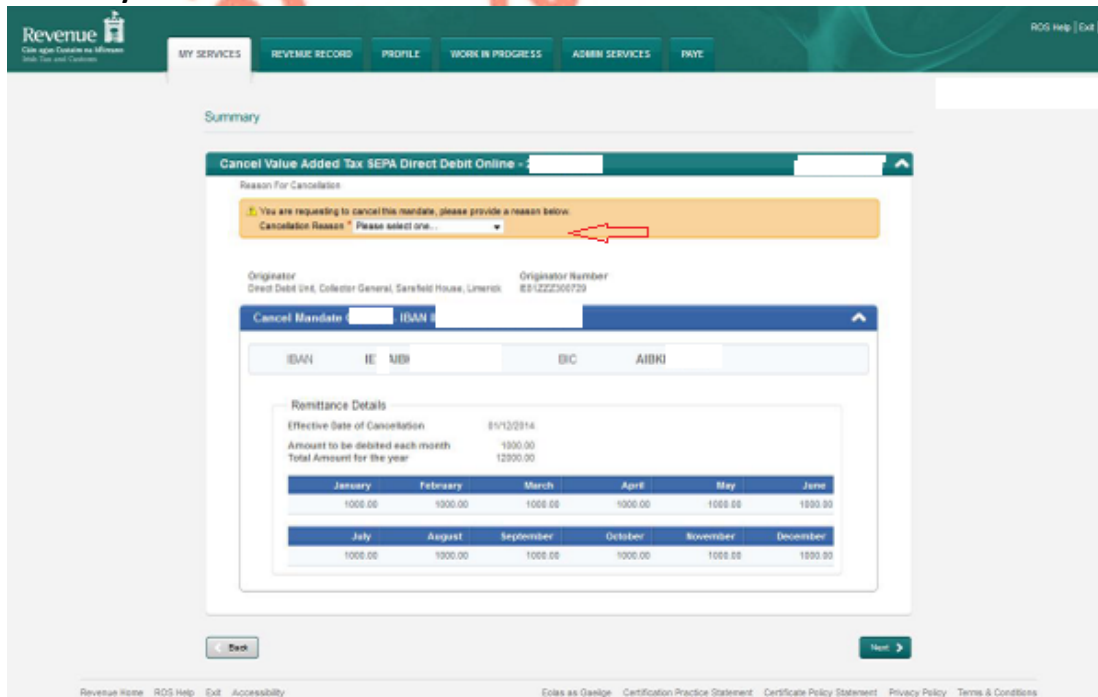 Revenue
Cáin agus Custaim na hÉireann
Irish Tax and Customs
ROS Help | Exit
MY SERVICES REVENUE RECORD PROFILE WORK IN PROGRESS ADMIN SERVICES PAYE
Summary
Cancel Value Added Tax SEPA Direct Debit Online -
Reason For Cancellation
You are requesting to cancel this mandate, please provide a reason below.
Cancellation Reason * Please select one...
Originator Originator Number
Direct Debit Unit, Collector General, Sarsfield House, Limerick IE81ZZZ300729
Cancel Mandate IBAN
IBAN IE AIBK BIC AIBKI
Remittance Details
Effective Date of Cancellation 01/12/2014
Amount to be debited each month 1000.00
Total Amount for the year 12000.00
January February March April May June
1000.00 1000.00 1000.00 1000.00 1000.00 1000.00
July August September October November December
1000.00 1000.00 1000.00 1000.00 1000.00 1000.00
Back Next
Revenue Home ROS Help Exit Accessibility Eolas as Gaeilge Certification Practice Statement Certificate Policy Statement Privacy Policy Terms & Conditions